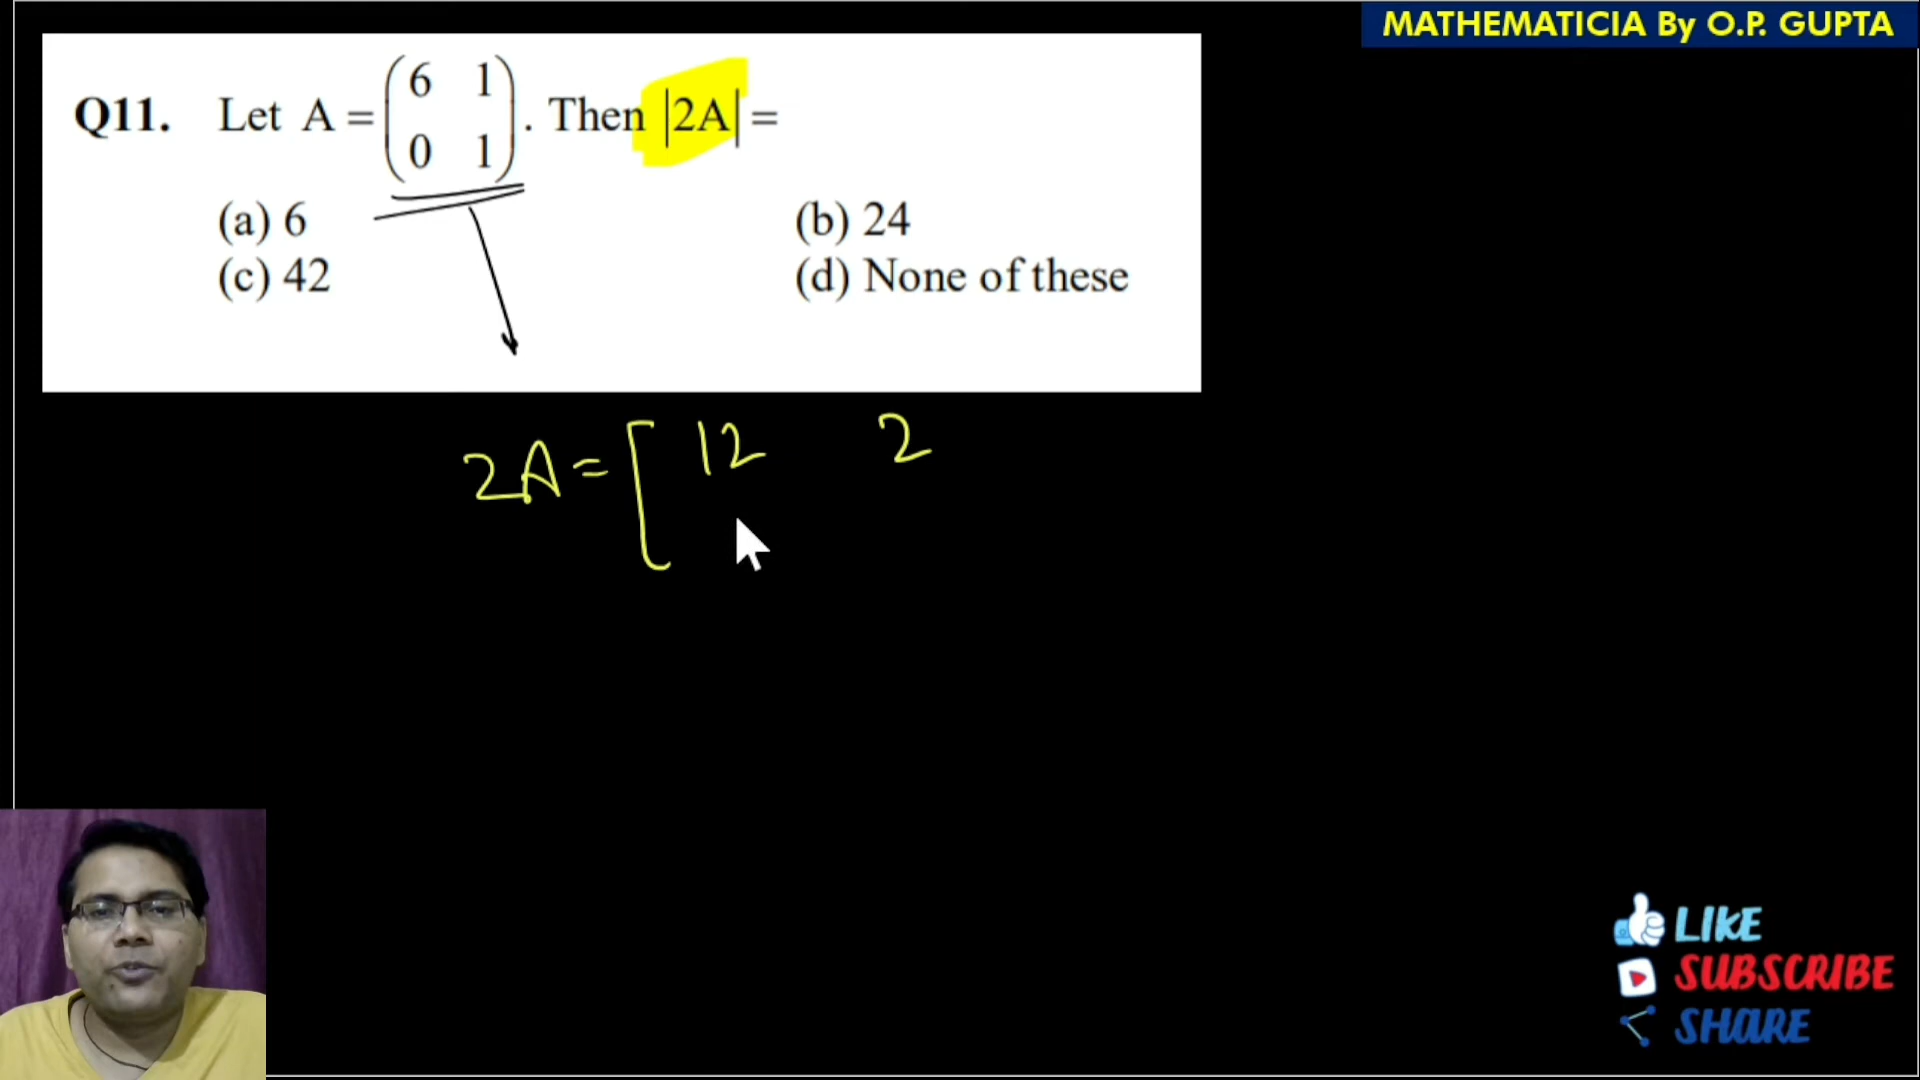 MATHEMATICIA By O.P. GUPTA
Q11. Let A = (6 1
0 1). Then |2A| =
(a) 6 (b) 24
(c) 42 (d) None of these
2A = [ 12 2
LIKE
SUBSCRIBE
SHARE